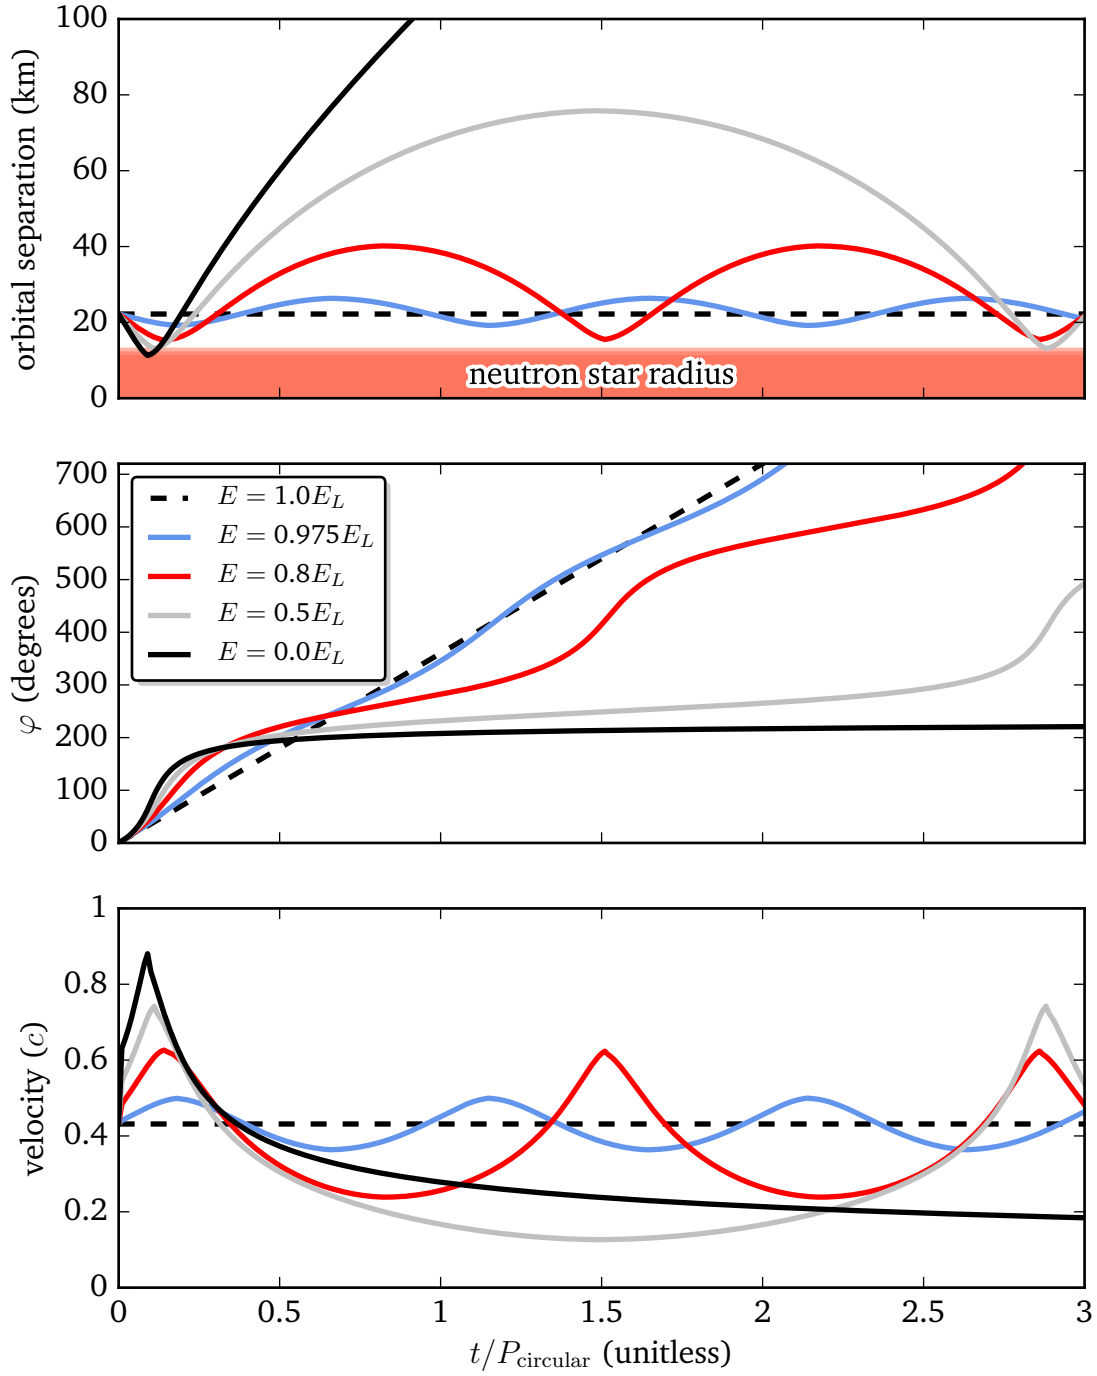 100
80
60
40
20
0
orbital separation (km)
neutron star radius
700
600
500
400
300
200
100
0
φ (degrees)
E = 1.0E_L
E = 0.975E_L
E = 0.8E_L
E = 0.5E_L
E = 0.0E_L
1
0.8
0.6
0.4
0.2
0
velocity (c)
0 0.5 1 1.5 2 2.5 3
t/P_circular (unitless)